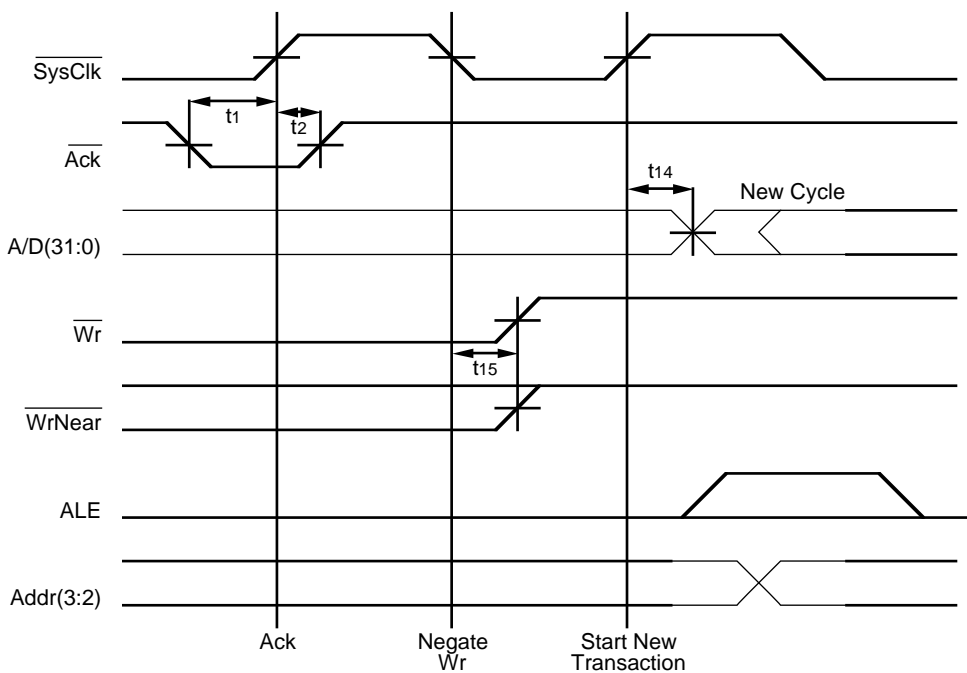 SysClk
t1
t2
Ack
t14
New Cycle
A/D(31:0)
Wr
t15
WrNear
ALE
Addr(3:2)
Ack
Negate
Wr
Start New
Transaction